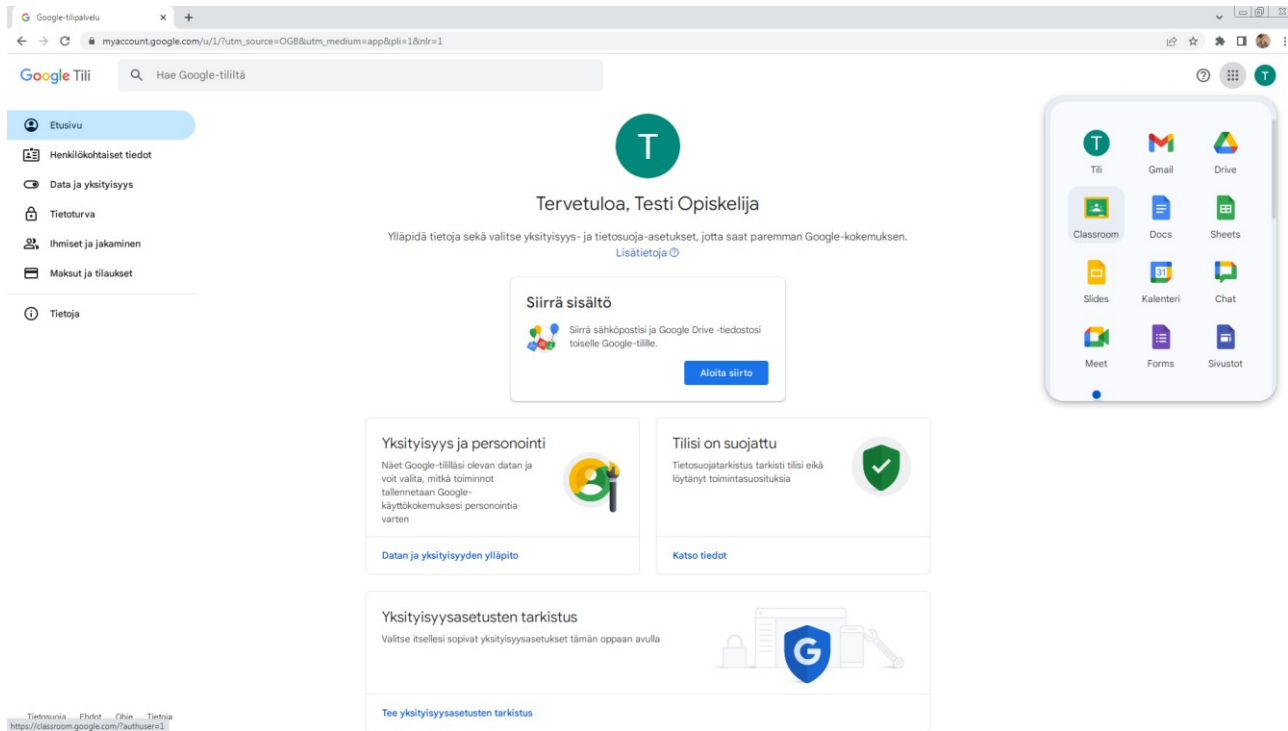 Google-tilipalvelu
myaccount.google.com/u/1/?utm_source=OGB&utm_medium=app&pli=1&nlr=1
Google Tili
Hae Google-tililtä
T
Etusivu
Henkilökohtaiset tiedot
Data ja yksityisyys
Tietoturva
Ihmiset ja jakaminen
Maksut ja tilaukset
Tietoja
T
Tervetuloa, Testi Opiskelija
Ylläpidä tietoja sekä valitse yksityisyys- ja tietosuoja-asetukset, jotta saat paremman Google-kokemuksen.
Lisätietoja
Siirrä sisältö
Siirrä sähköpostisi ja Google Drive -tiedostosi
toiselle Google-tilille.
Aloita siirto
Yksityisyys ja personointi
Näet Google-tililläsi olevan datan ja
voit valita, mitkä toiminnot
tallennetaan Google-
käyttökokemuksesi personointia
varten
Datan ja yksityisyyden ylläpito
Tilisi on suojattu
Tietosuojatarkistus tarkisti tilisi eikä
löytänyt toimintasuosituksia
Katso tiedot
Yksityisyysasetusten tarkistus
Valitse itsellesi sopivat yksityisyysasetukset tämän oppaan avulla
G
Tee yksityisyysasetusten tarkistus
T
Tili Gmail Drive
Classroom Docs Sheets
31
Slides Kalenteri Chat
Meet Forms Sivustot
Tietosuoja Ehdot Ohje Tietoja
https://classroom.google.com/?authuser=1